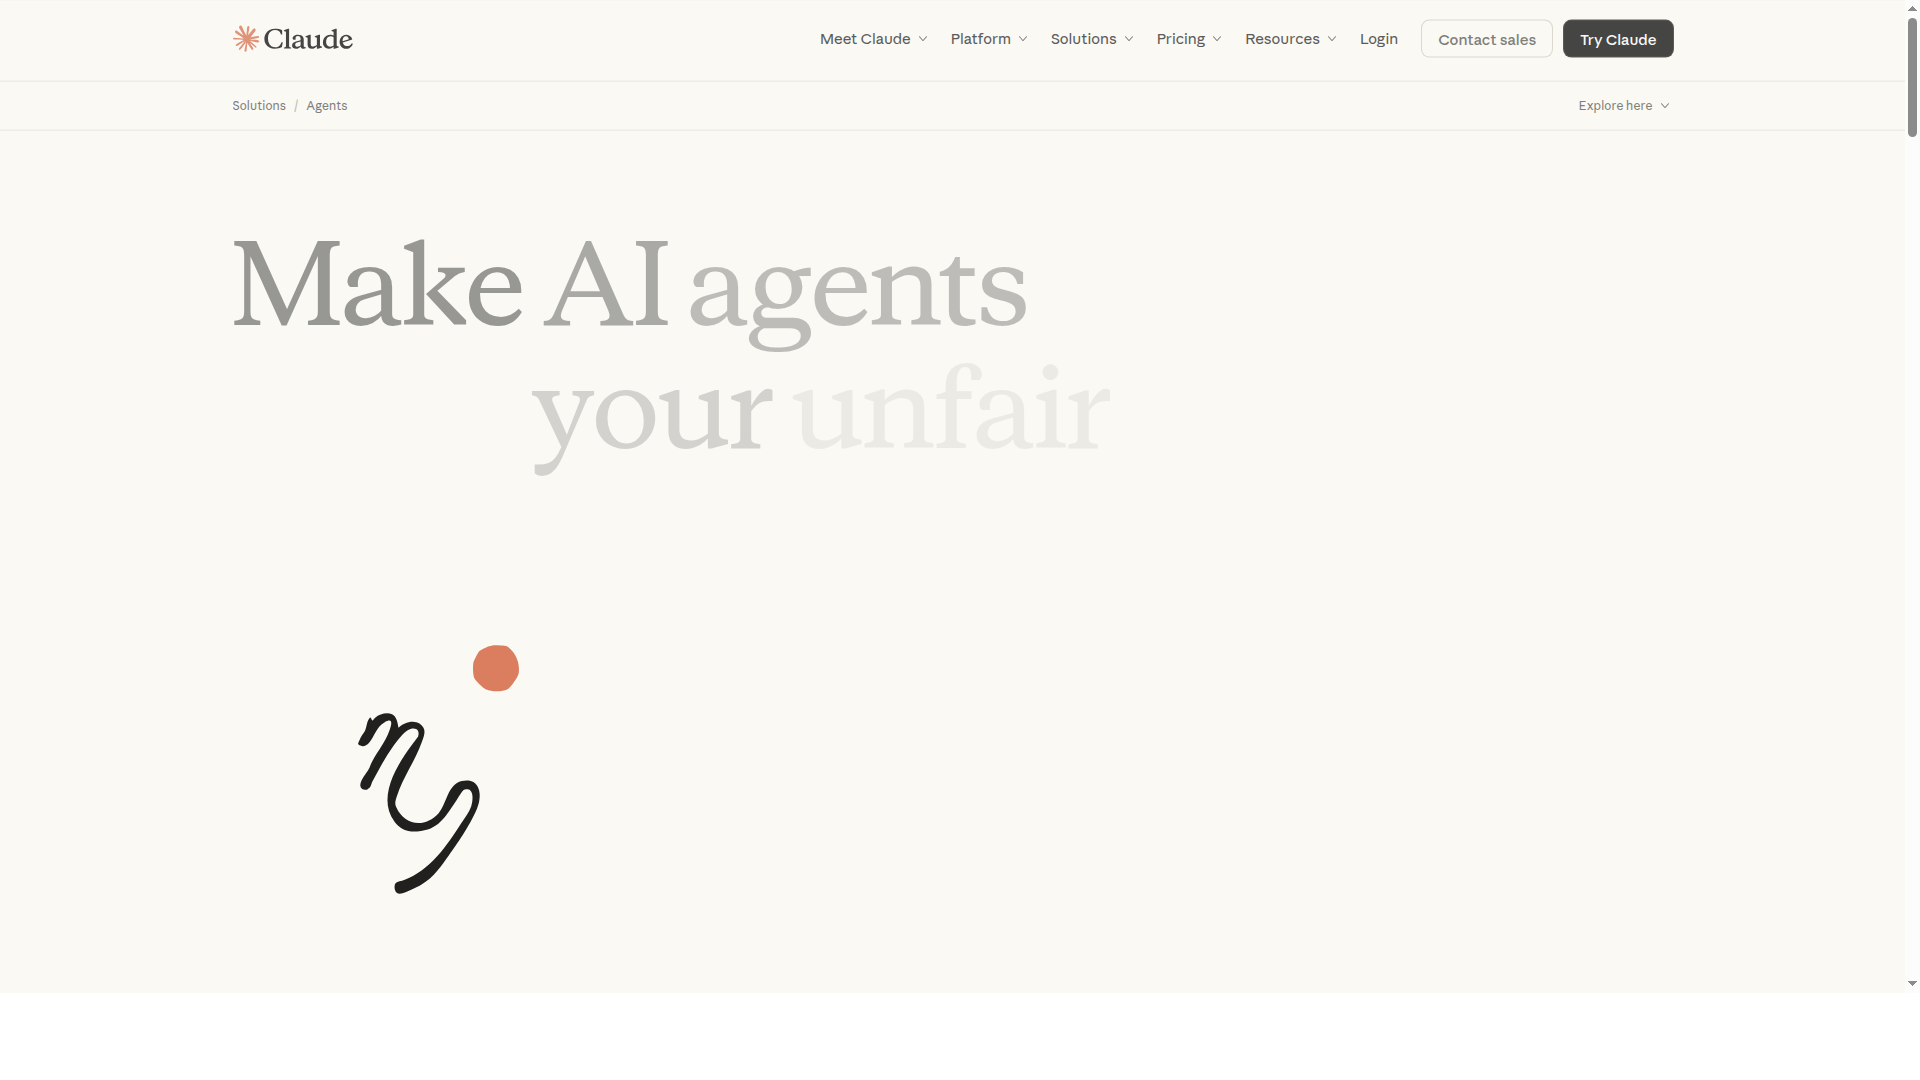 Claude
Meet Claude
Platform
Solutions
Pricing
Resources
Login
Contact sales
Try Claude
Solutions / Agents
Explore here
Make AI agents
your unfair